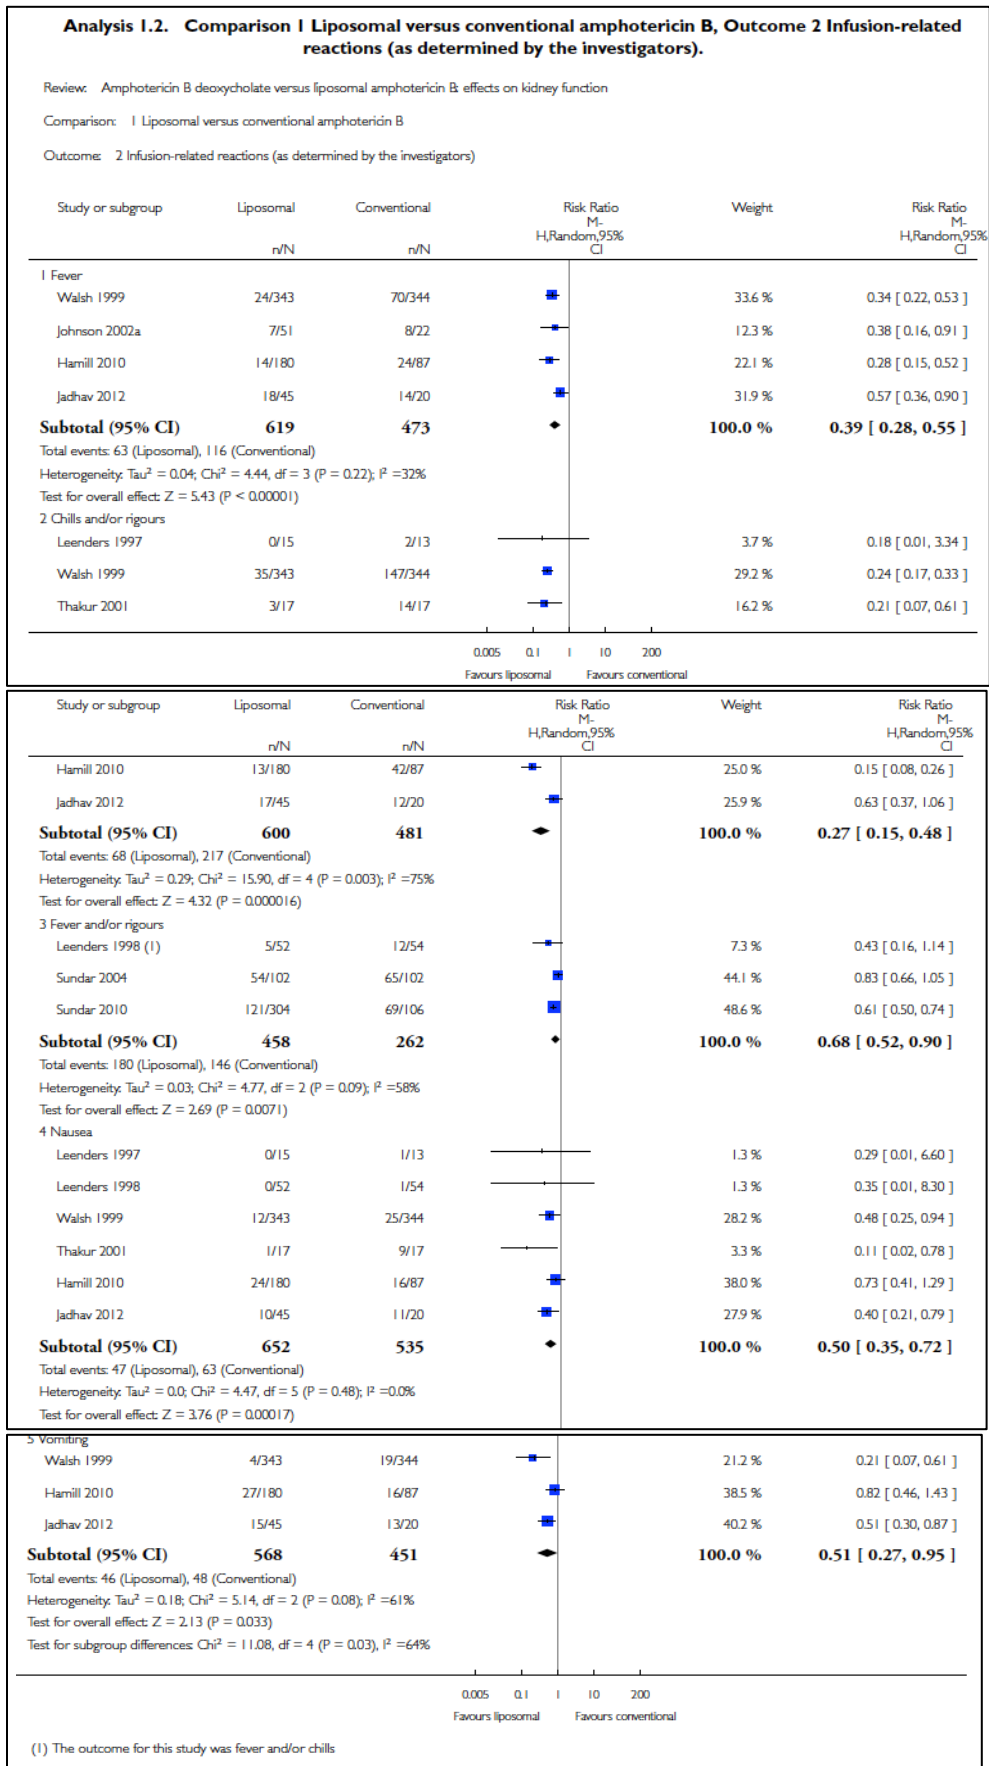 Analysis 1.2. Comparison 1 Liposomal versus conventional amphotericin B, Outcome 2 Infusion-related
reactions (as determined by the investigators).
Review: Amphotericin B deoxycholate versus liposomal amphotericin B: effects on kidney function
Comparison: 1 Liposomal versus conventional amphotericin B
Outcome: 2 Infusion-related reactions (as determined by the investigators)
Study or subgroup Liposomal Conventional Risk Ratio Weight Risk Ratio
M- M-
n/N n/N H,Random,95% CI H,Random,95% CI
1 Fever
Walsh 1999 24/343 70/344 33.6 % 0.34 [ 0.22, 0.53 ]
Johnson 2002a 7/51 8/22 12.3 % 0.38 [ 0.16, 0.91 ]
Hamill 2010 14/180 24/87 22.1 % 0.28 [ 0.15, 0.52 ]
Jadhav 2012 18/45 14/20 31.9 % 0.57 [ 0.36, 0.90 ]
Subtotal (95% CI) 619 473 100.0 % 0.39 [ 0.28, 0.55 ]
Total events: 63 (Liposomal), 116 (Conventional)
Heterogeneity: Tau² = 0.04; Chi² = 4.44, df = 3 (P = 0.22); I² =32%
Test for overall effect: Z = 5.43 (P < 0.00001)
2 Chills and/or rigours
Leenders 1997 0/15 2/13 3.7 % 0.18 [ 0.01, 3.34 ]
Walsh 1999 35/343 147/344 29.2 % 0.24 [ 0.17, 0.33 ]
Thakur 2001 3/17 14/17 16.2 % 0.21 [ 0.07, 0.61 ]
0.005 0.1 1 10 200
Favours liposomal Favours conventional
Study or subgroup Liposomal Conventional Risk Ratio Weight Risk Ratio
M- M-
n/N n/N H,Random,95% CI H,Random,95% CI
Hamill 2010 13/180 42/87 25.0 % 0.15 [ 0.08, 0.26 ]
Jadhav 2012 17/45 12/20 25.9 % 0.63 [ 0.37, 1.06 ]
Subtotal (95% CI) 600 481 100.0 % 0.27 [ 0.15, 0.48 ]
Total events: 68 (Liposomal), 217 (Conventional)
Heterogeneity: Tau² = 0.29; Chi² = 15.90, df = 4 (P = 0.003); I² =75%
Test for overall effect: Z = 4.32 (P = 0.000016)
3 Fever and/or rigours
Leenders 1998 (1) 5/52 12/54 7.3 % 0.43 [ 0.16, 1.14 ]
Sundar 2004 54/102 65/102 44.1 % 0.83 [ 0.66, 1.05 ]
Sundar 2010 121/304 69/106 48.6 % 0.61 [ 0.50, 0.74 ]
Subtotal (95% CI) 458 262 100.0 % 0.68 [ 0.52, 0.90 ]
Total events: 180 (Liposomal), 146 (Conventional)
Heterogeneity: Tau² = 0.03; Chi² = 4.77, df = 2 (P = 0.09); I² =58%
Test for overall effect: Z = 2.69 (P = 0.0071)
4 Nausea
Leenders 1997 0/15 1/13 1.3 % 0.29 [ 0.01, 6.60 ]
Leenders 1998 0/52 1/54 1.3 % 0.35 [ 0.01, 8.30 ]
Walsh 1999 12/343 25/344 28.2 % 0.48 [ 0.25, 0.94 ]
Thakur 2001 1/17 9/17 3.3 % 0.11 [ 0.02, 0.78 ]
Hamill 2010 24/180 16/87 38.0 % 0.73 [ 0.41, 1.29 ]
Jadhav 2012 10/45 11/20 27.9 % 0.40 [ 0.21, 0.79 ]
Subtotal (95% CI) 652 535 100.0 % 0.50 [ 0.35, 0.72 ]
Total events: 47 (Liposomal), 63 (Conventional)
Heterogeneity: Tau² = 0.0; Chi² = 4.47, df = 5 (P = 0.48); I² =0.0%
Test for overall effect: Z = 3.76 (P = 0.00017)
5 Vomiting
Walsh 1999 4/343 19/344 21.2 % 0.21 [ 0.07, 0.61 ]
Hamill 2010 27/180 16/87 38.5 % 0.82 [ 0.46, 1.43 ]
Jadhav 2012 15/45 13/20 40.2 % 0.51 [ 0.30, 0.87 ]
Subtotal (95% CI) 568 451 100.0 % 0.51 [ 0.27, 0.95 ]
Total events: 46 (Liposomal), 48 (Conventional)
Heterogeneity: Tau² = 0.18; Chi² = 5.14, df = 2 (P = 0.08); I² =61%
Test for overall effect: Z = 2.13 (P = 0.033)
Test for subgroup differences: Chi² = 11.08, df = 4 (P = 0.03), I² =64%
0.005 0.1 1 10 200
Favours liposomal Favours conventional
(1) The outcome for this study was fever and/or chills